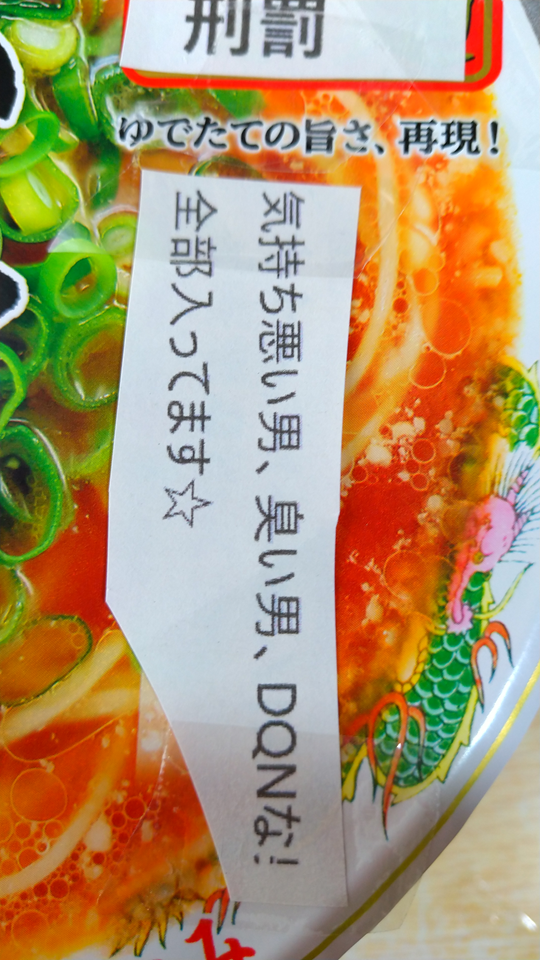 刑罰
ゆでたての旨さ、再現!
気持ち悪い男、臭い男、DQNな!
全部入ってます☆